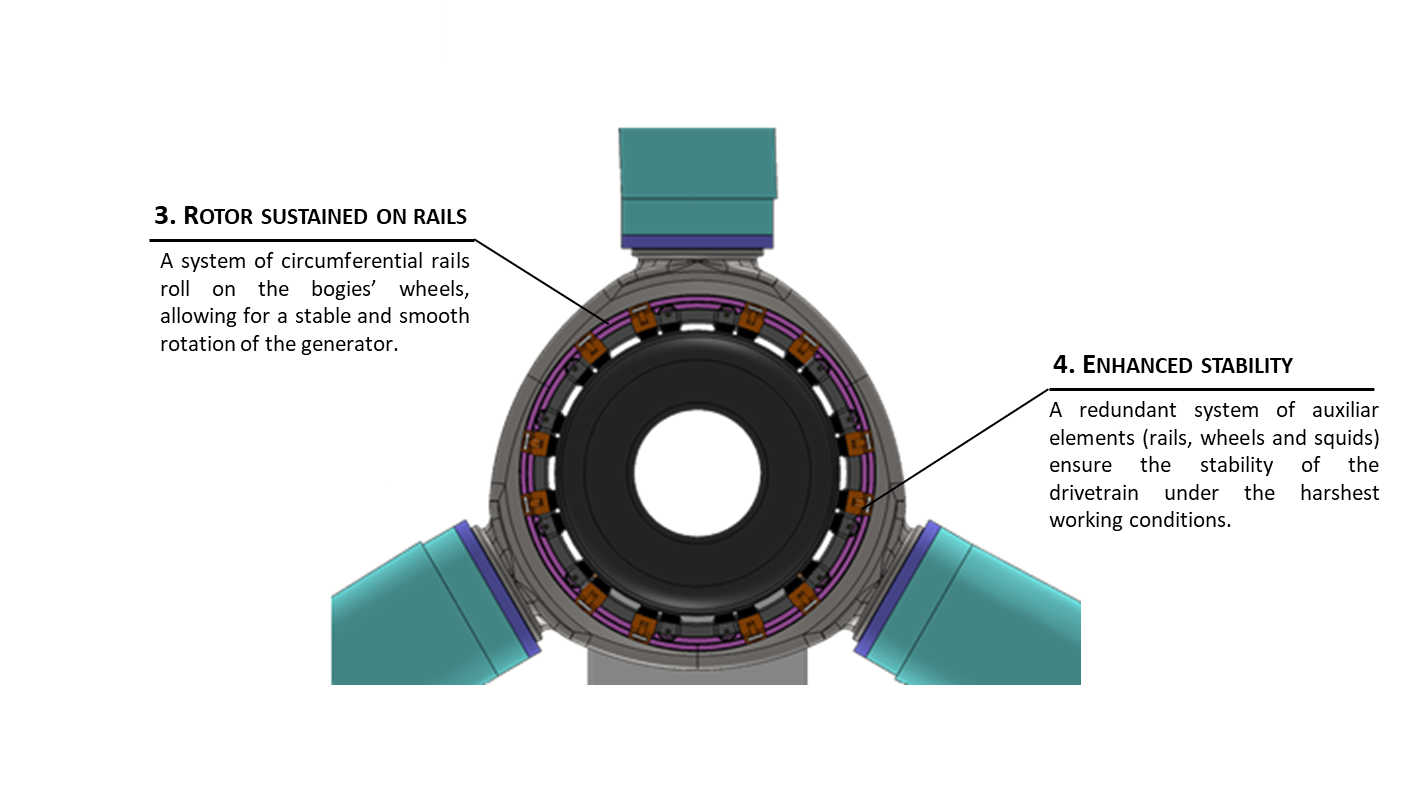 3. ROTOR SUSTAINED ON RAILS
A system of circumferential rails
roll on the bogies’ wheels,
allowing for a stable and smooth
rotation of the generator.
4. ENHANCED STABILITY
A redundant system of auxiliar
elements (rails, wheels and squids)
ensure the stability of the
drivetrain under the harshest
working conditions.